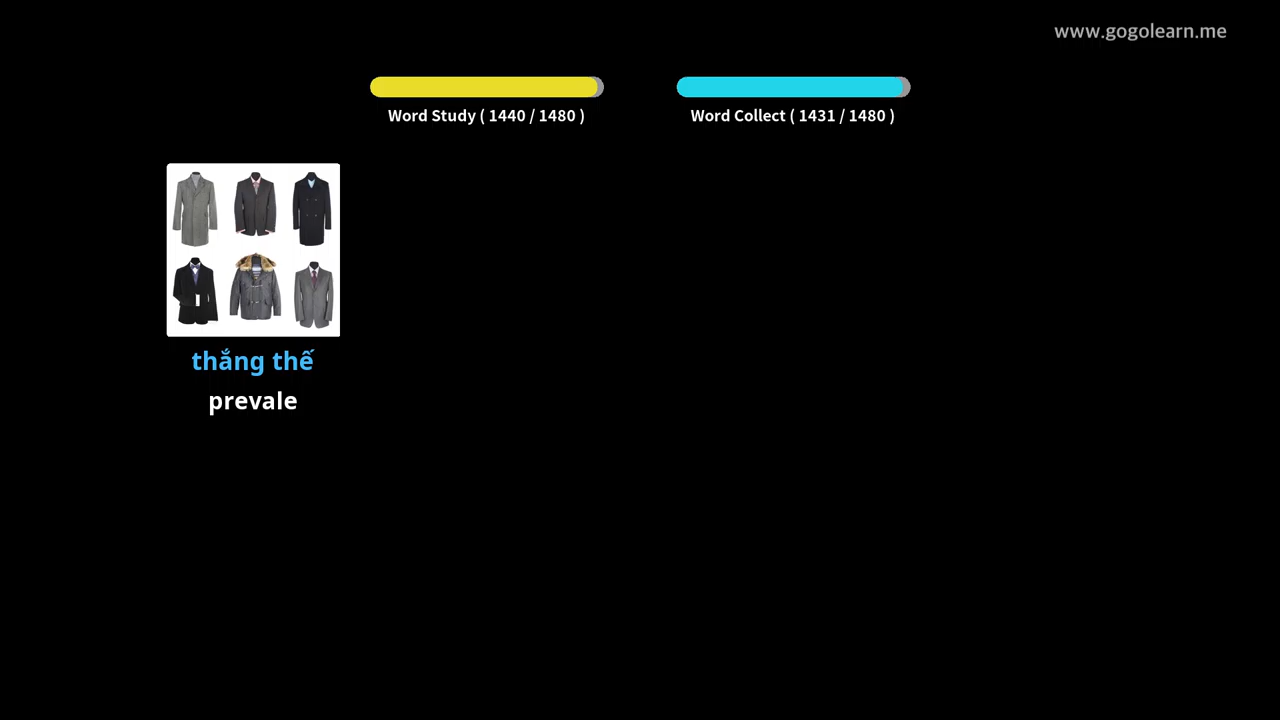 www.gogolearn.me
Word Study ( 1440 / 1480 )
Word Collect ( 1431 / 1480 )
thắng thế
prevale